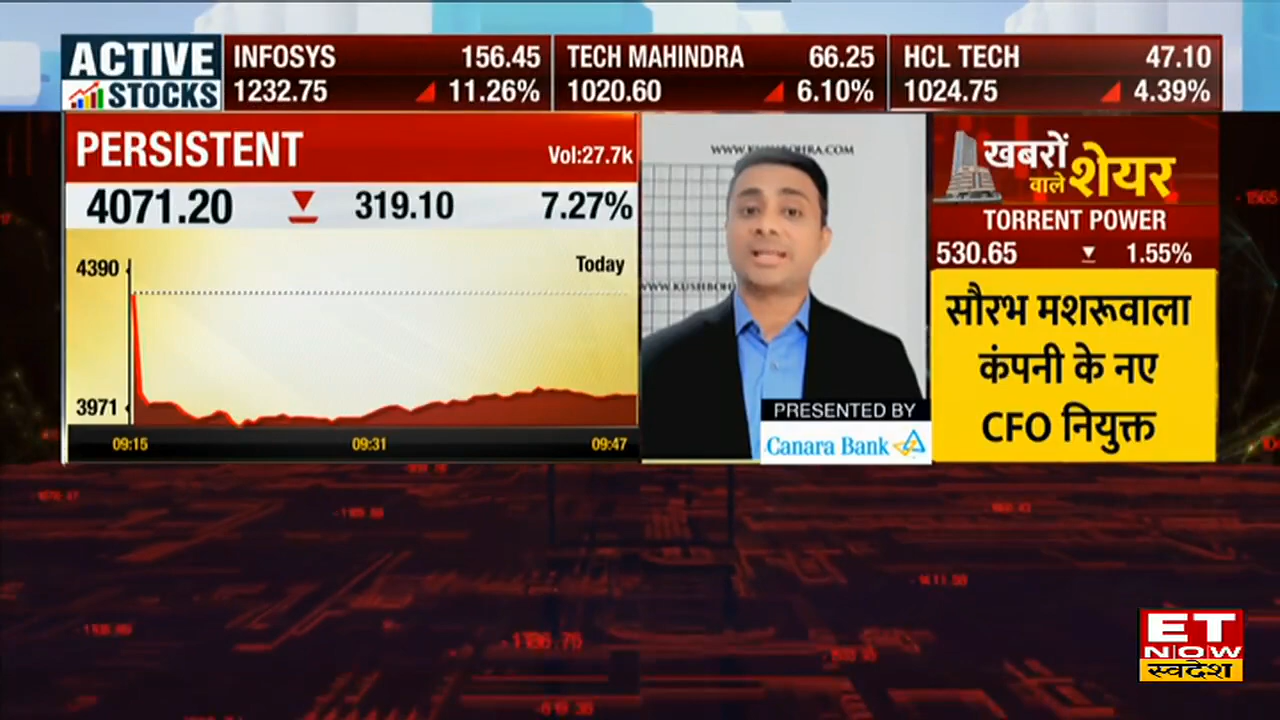 ACTIVE STOCKS
INFOSYS 156.45
1232.75 11.26%
TECH MAHINDRA 66.25
1020.60 6.10%
HCL TECH 47.10
1024.75 4.39%
PERSISTENT Vol:27.7k
4071.20 319.10 7.27%
Today
4390
3971
09:15 09:31 09:47
WWW.KUSHBOHRA.COM
WWW.KUSHBOH
PRESENTED BY
Canara Bank
खबरों
वाले शेयर
TORRENT POWER
530.65 1.55%
सौरभ मशरूवाला
कंपनी के नए
CFO नियुक्त
ET
NOW
स्वदेश